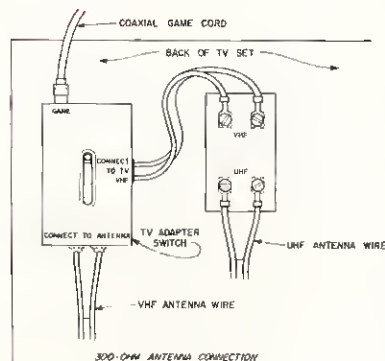 COAXIAL GAME CORD
BACK OF TV SET
GAME
CONNECT
TO TV
VHF
VHF
UHF
CONNECT TO ANTENNA
TV ADAPTER
SWITCH
UHF ANTENNA WIRE
VHF ANTENNA WIRE
300-OHM ANTENNA CONNECTION